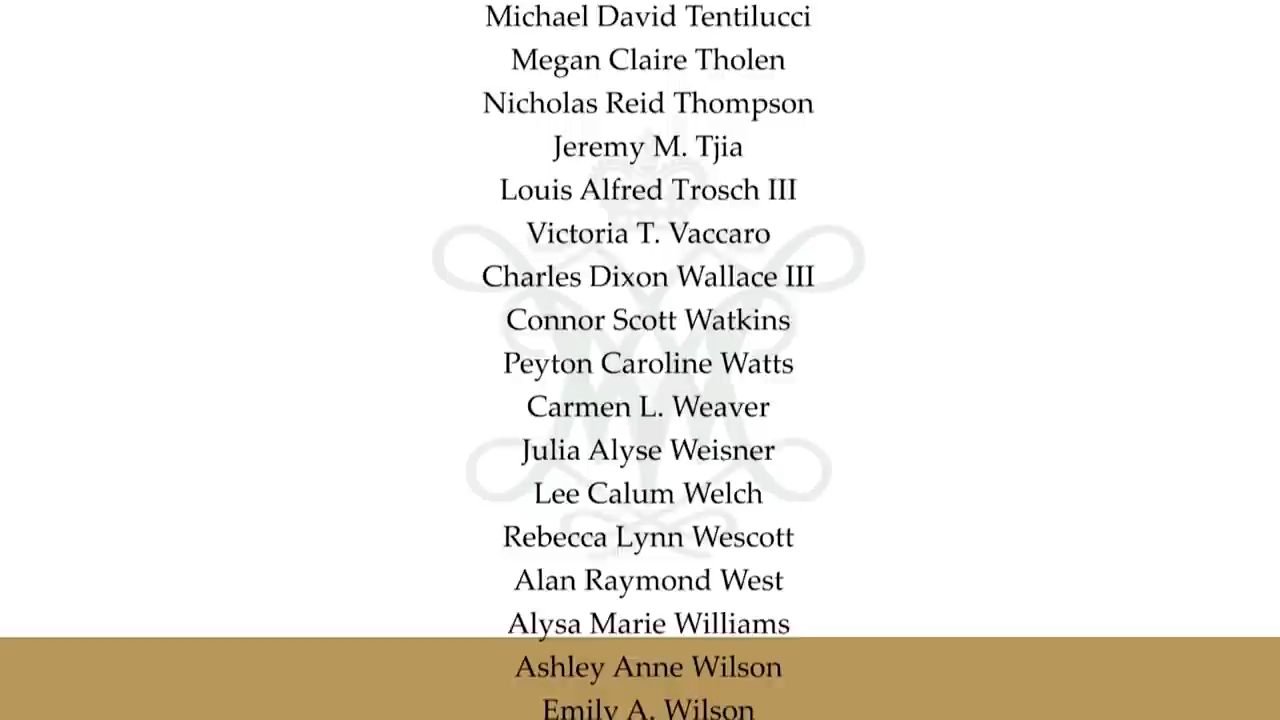 Michael David Tentilucci
Megan Claire Tholen
Nicholas Reid Thompson
Jeremy M. Tjia
Louis Alfred Trosch III
Victoria T. Vaccaro
Charles Dixon Wallace III
Connor Scott Watkins
Peyton Caroline Watts
Carmen L. Weaver
Julia Alyse Weisner
Lee Calum Welch
Rebecca Lynn Wescott
Alan Raymond West
Alysa Marie Williams
Ashley Anne Wilson
Emily A. Wilson